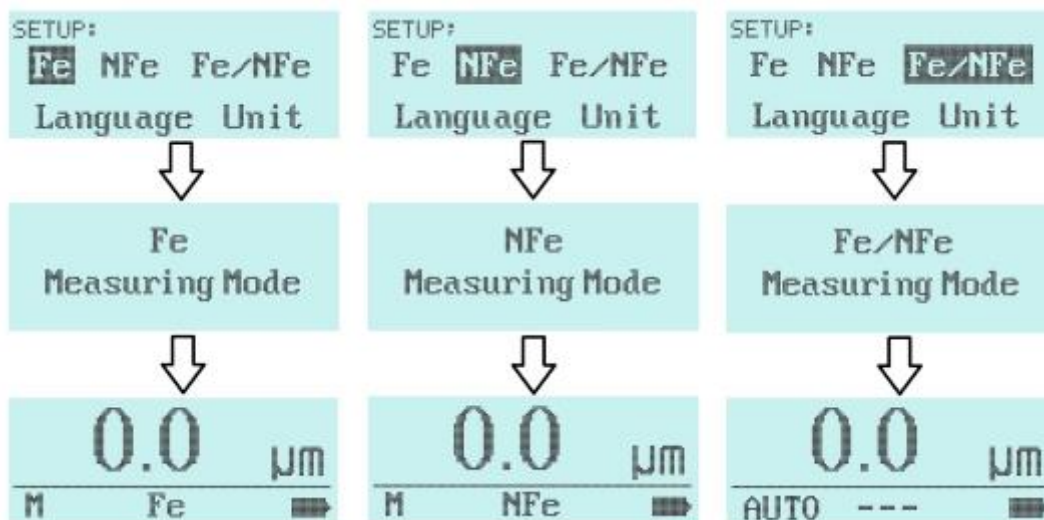 SETUP:
Fe NFe Fe/NFe
Language Unit
Fe
Measuring Mode
0.0 µm
M Fe
SETUP:
Fe NFe Fe/NFe
Language Unit
NFe
Measuring Mode
0.0 µm
M NFe
SETUP:
Fe NFe Fe/NFe
Language Unit
Fe/NFe
Measuring Mode
0.0 µm
AUTO ---